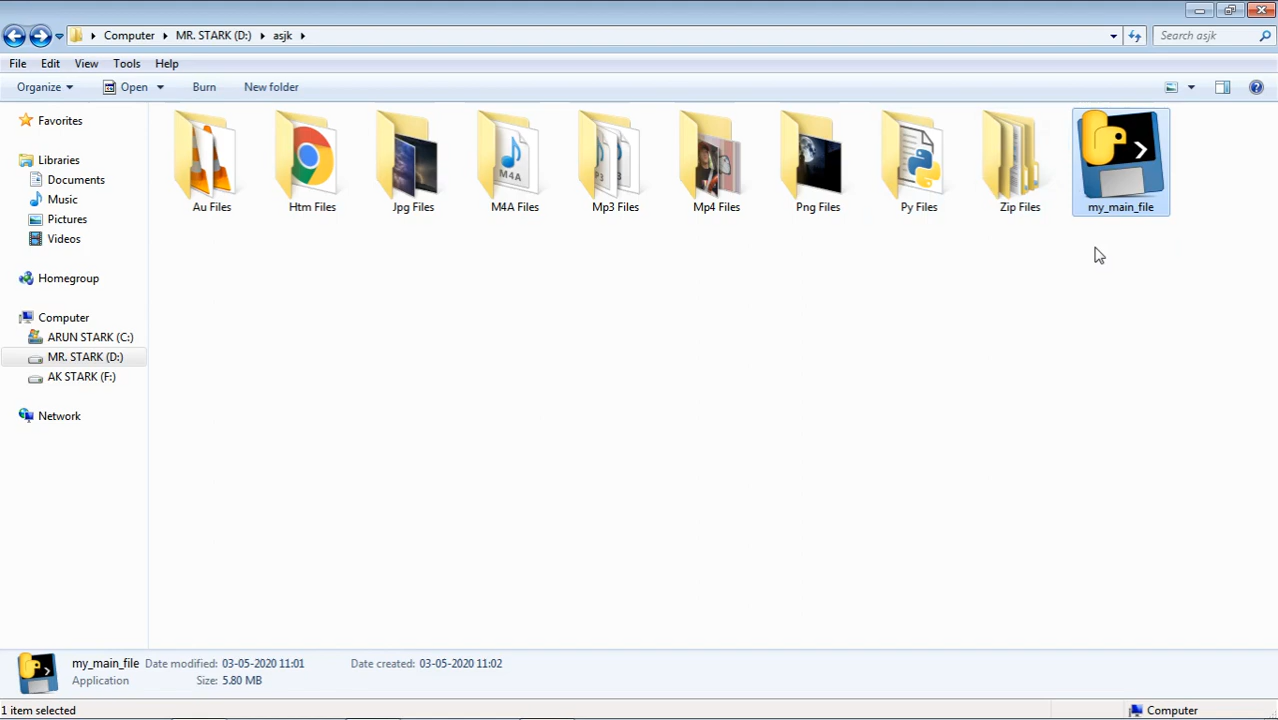 Computer MR. STARK (D:) asjk
Search asjk
File Edit View Tools Help
Organize Open Burn New folder
Favorites
Libraries
Documents
Music
Pictures
Videos
Homegroup
Computer
ARUN STARK (C:)
MR. STARK (D:)
AK STARK (F:)
Network
M4A
Au Files Htm Files Jpg Files M4A Files Mp3 Files Mp4 Files Png Files Py Files Zip Files my_main_file
my_main_file Date modified: 03-05-2020 11:01 Date created: 03-05-2020 11:02
Application Size: 5.80 MB
1 item selected
Computer